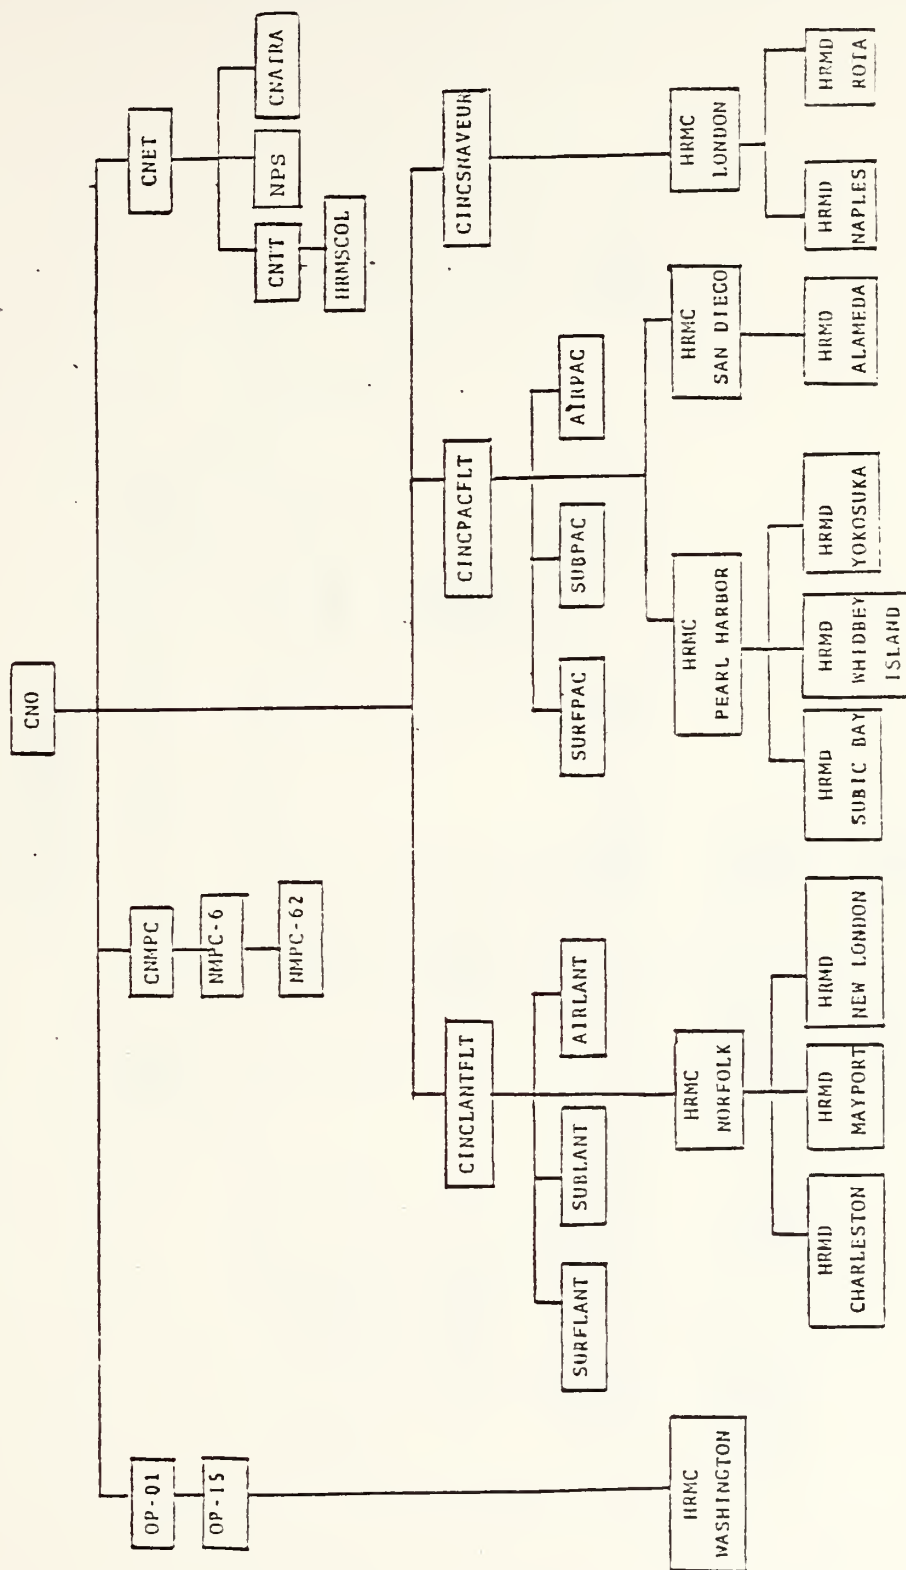 CNO
OP-01
CNMPC
CNET
OP-15
NMPC-6
CNTT
NPS
CNATRA
NMPC-62
HRMSCOL
CINCLANTFLT
CINCPACFLT
CINCSNAVEUR
SURFLANT
SUBLANT
AIRLANT
SURFPAC
SUBPAC
AIRPAC
HRMC
WASHINGTON
HRMC
NORFOLK
HRMC
PEARL HARBOR
HRMC
SAN DIEGO
HRMC
LONDON
HRMD
CHARLESTON
HRMD
MAYPORT
HRMD
NEW LONDON
HRMD
SUBIC BAY
HRMD
WHIDBEY
ISLAND
HRMD
YOKOSUKA
HRMD
ALAMEDA
HRMD
NAPLES
HRMD
ROTA